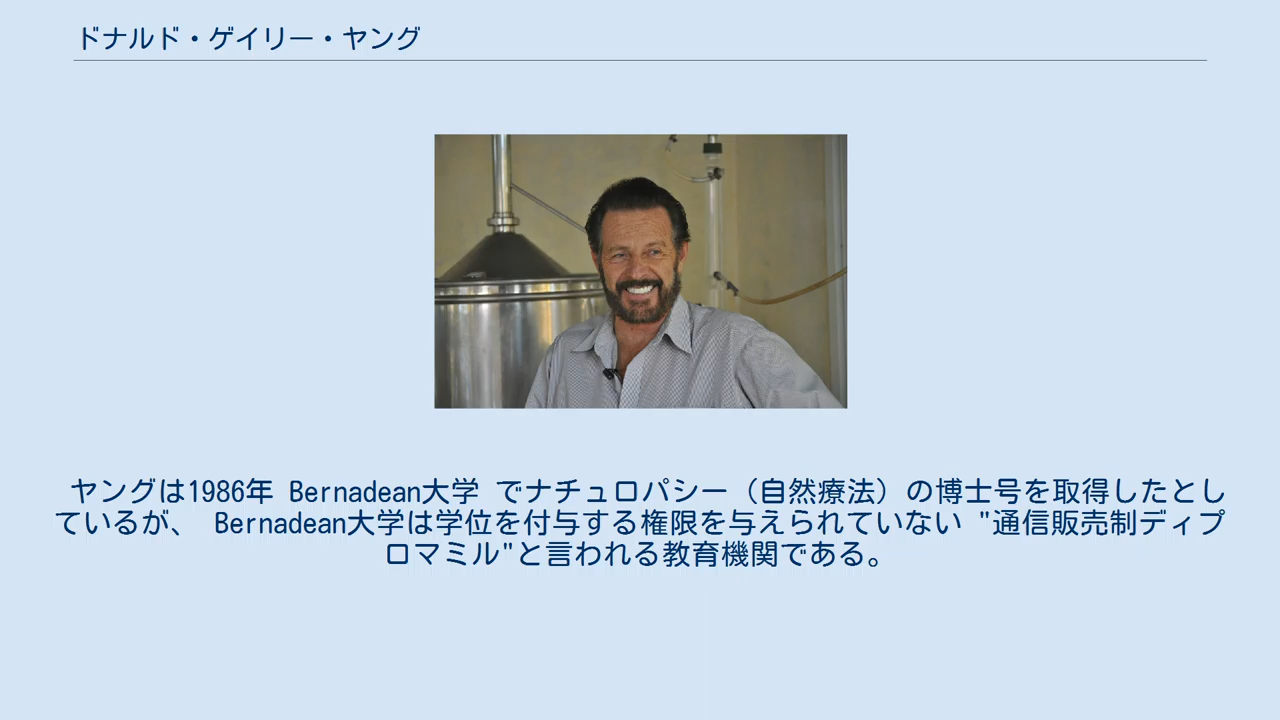 ドナルド・ゲイリー・ヤング
ヤングは1986年 Bernadean大学 でナチュロパシー（自然療法）の博士号を取得したとし
ているが、 Bernadean大学は学位を付与する権限を与えられていない "通信販売制ディプ
ロマミル"と言われる教育機関である。